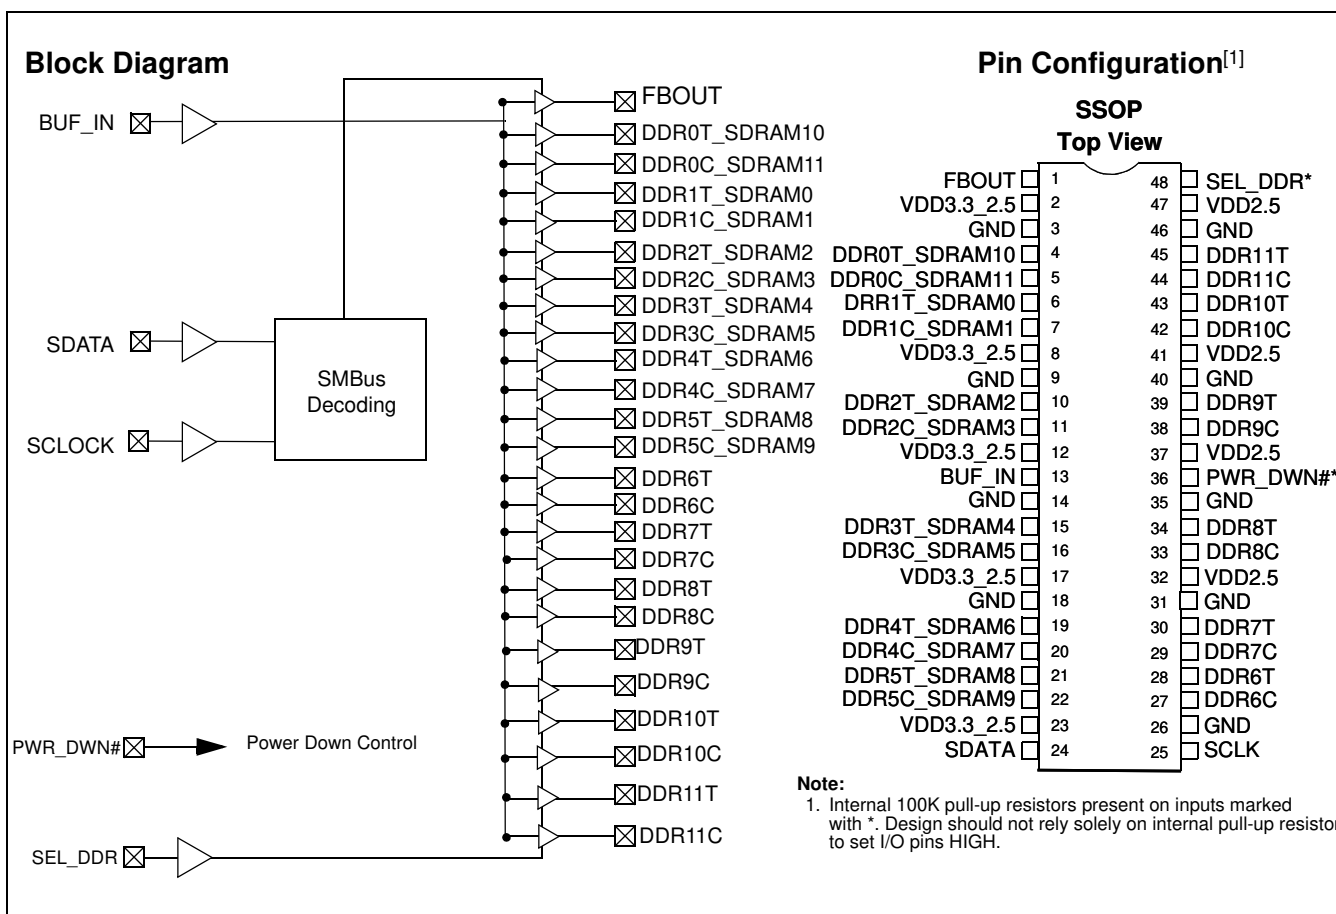 Block Diagram
BUF_IN
SDATA
SCLOCK
SMBus
Decoding
PWR_DWN#
Power Down Control
SEL_DDR
FBOUT
DDR0T_SDRAM10
DDR0C_SDRAM11
DDR1T_SDRAM0
DDR1C_SDRAM1
DDR2T_SDRAM2
DDR2C_SDRAM3
DDR3T_SDRAM4
DDR3C_SDRAM5
DDR4T_SDRAM6
DDR4C_SDRAM7
DDR5T_SDRAM8
DDR5C_SDRAM9
DDR6T
DDR6C
DDR7T
DDR7C
DDR8T
DDR8C
DDR9T
DDR9C
DDR10T
DDR10C
DDR11T
DDR11C
Pin Configuration[1]
SSOP
Top View
FBOUT 1 48 SEL_DDR*
VDD3.3_2.5 2 47 VDD2.5
GND 3 46 GND
DDR0T_SDRAM10 4 45 DDR11T
DDR0C_SDRAM11 5 44 DDR11C
DRR1T_SDRAM0 6 43 DDR10T
DDR1C_SDRAM1 7 42 DDR10C
VDD3.3_2.5 8 41 VDD2.5
GND 9 40 GND
DDR2T_SDRAM2 10 39 DDR9T
DDR2C_SDRAM3 11 38 DDR9C
VDD3.3_2.5 12 37 VDD2.5
BUF_IN 13 36 PWR_DWN#*
GND 14 35 GND
DDR3T_SDRAM4 15 34 DDR8T
DDR3C_SDRAM5 16 33 DDR8C
VDD3.3_2.5 17 32 VDD2.5
GND 18 31 GND
DDR4T_SDRAM6 19 30 DDR7T
DDR4C_SDRAM7 20 29 DDR7C
DDR5T_SDRAM8 21 28 DDR6T
DDR5C_SDRAM9 22 27 DDR6C
VDD3.3_2.5 23 26 GND
SDATA 24 25 SCLK
Note:
1. Internal 100K pull-up resistors present on inputs marked
with *. Design should not rely solely on internal pull-up resistor
to set I/O pins HIGH.